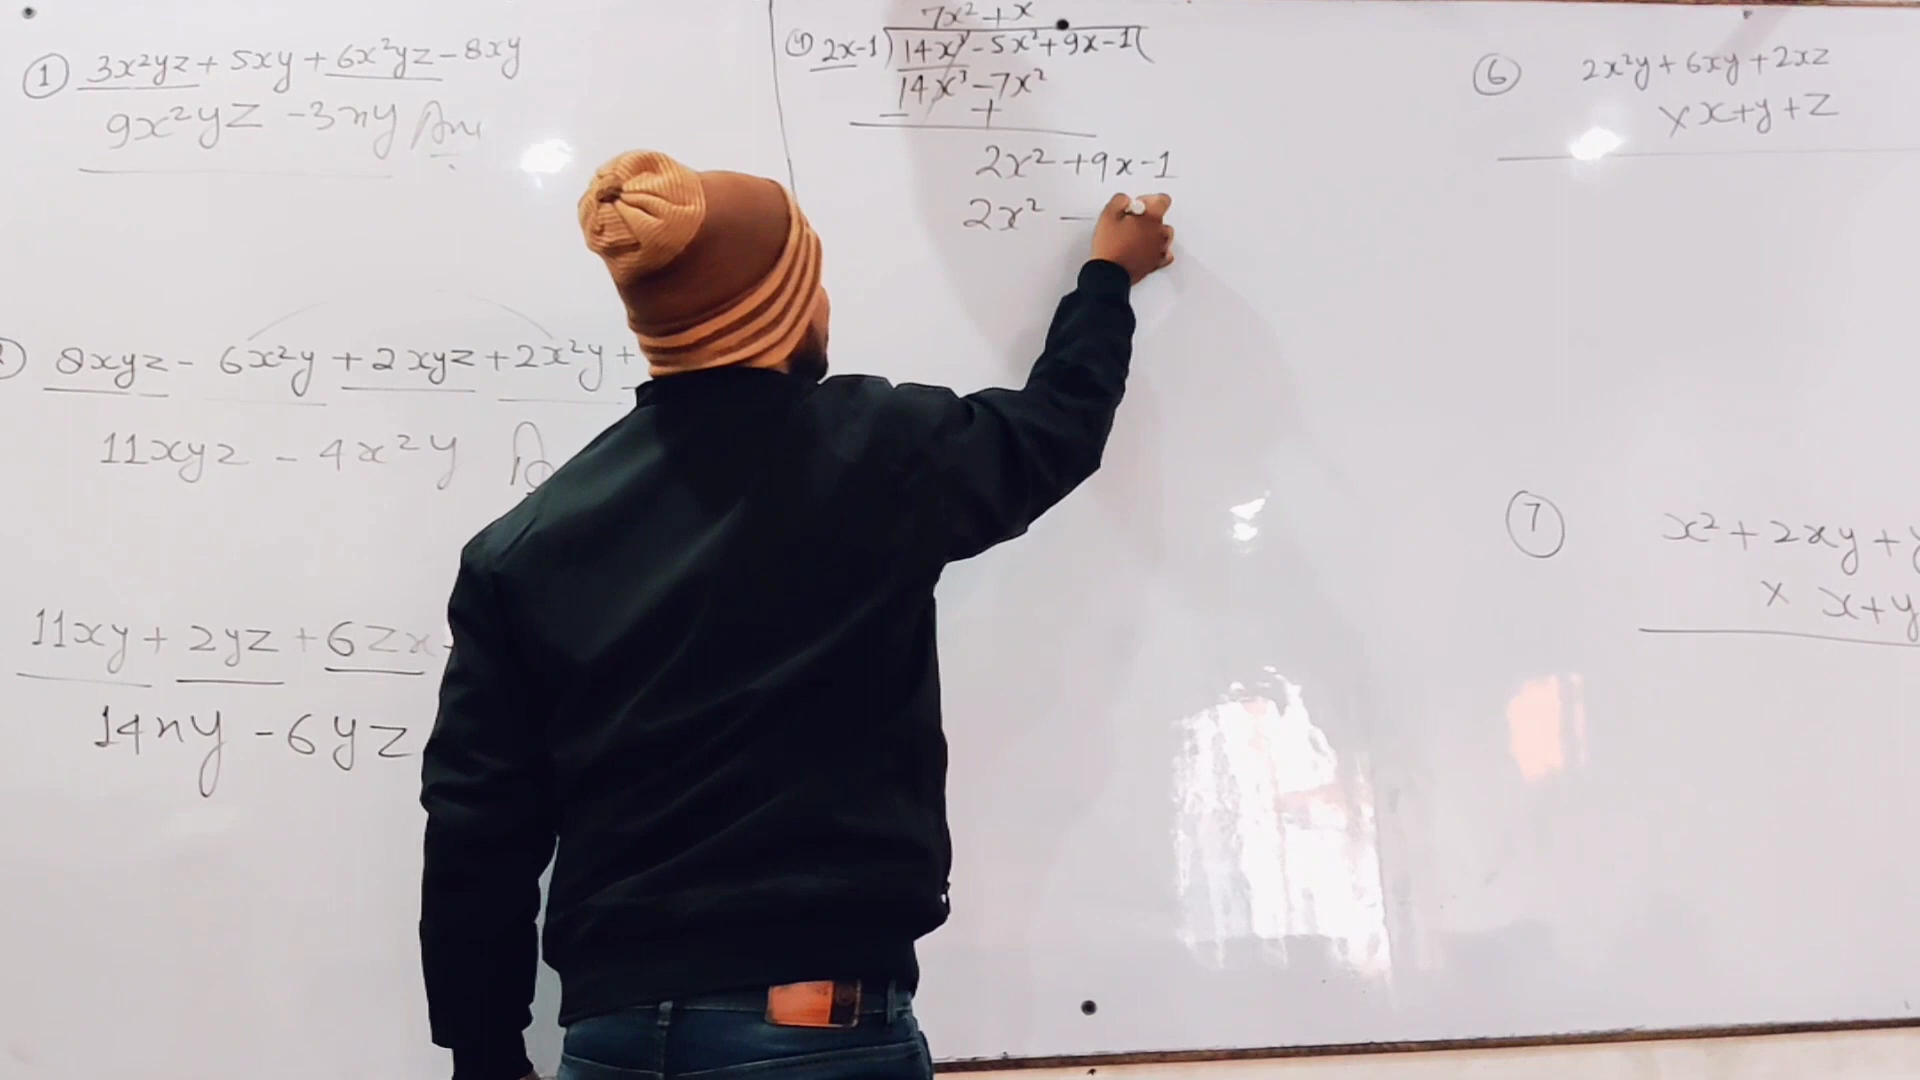 ① 3x²yz + 5xy + 6x²yz - 8xy
9x²yz - 3xy Ans
8xyz - 6x²y + 2xyz + 2x²y +
11xyz - 4x²y
11xy + 2yz + 6zx
14xy - 6yz
7x² + x
④ 2x-1) 14x³ - 5x² + 9x - 1(
14x³ - 7x²
- +
2x² + 9x - 1
2x² -
⑥ 2x²y + 6xy + 2xz
× x + y + z
⑦ x² + 2xy + y
× x + y